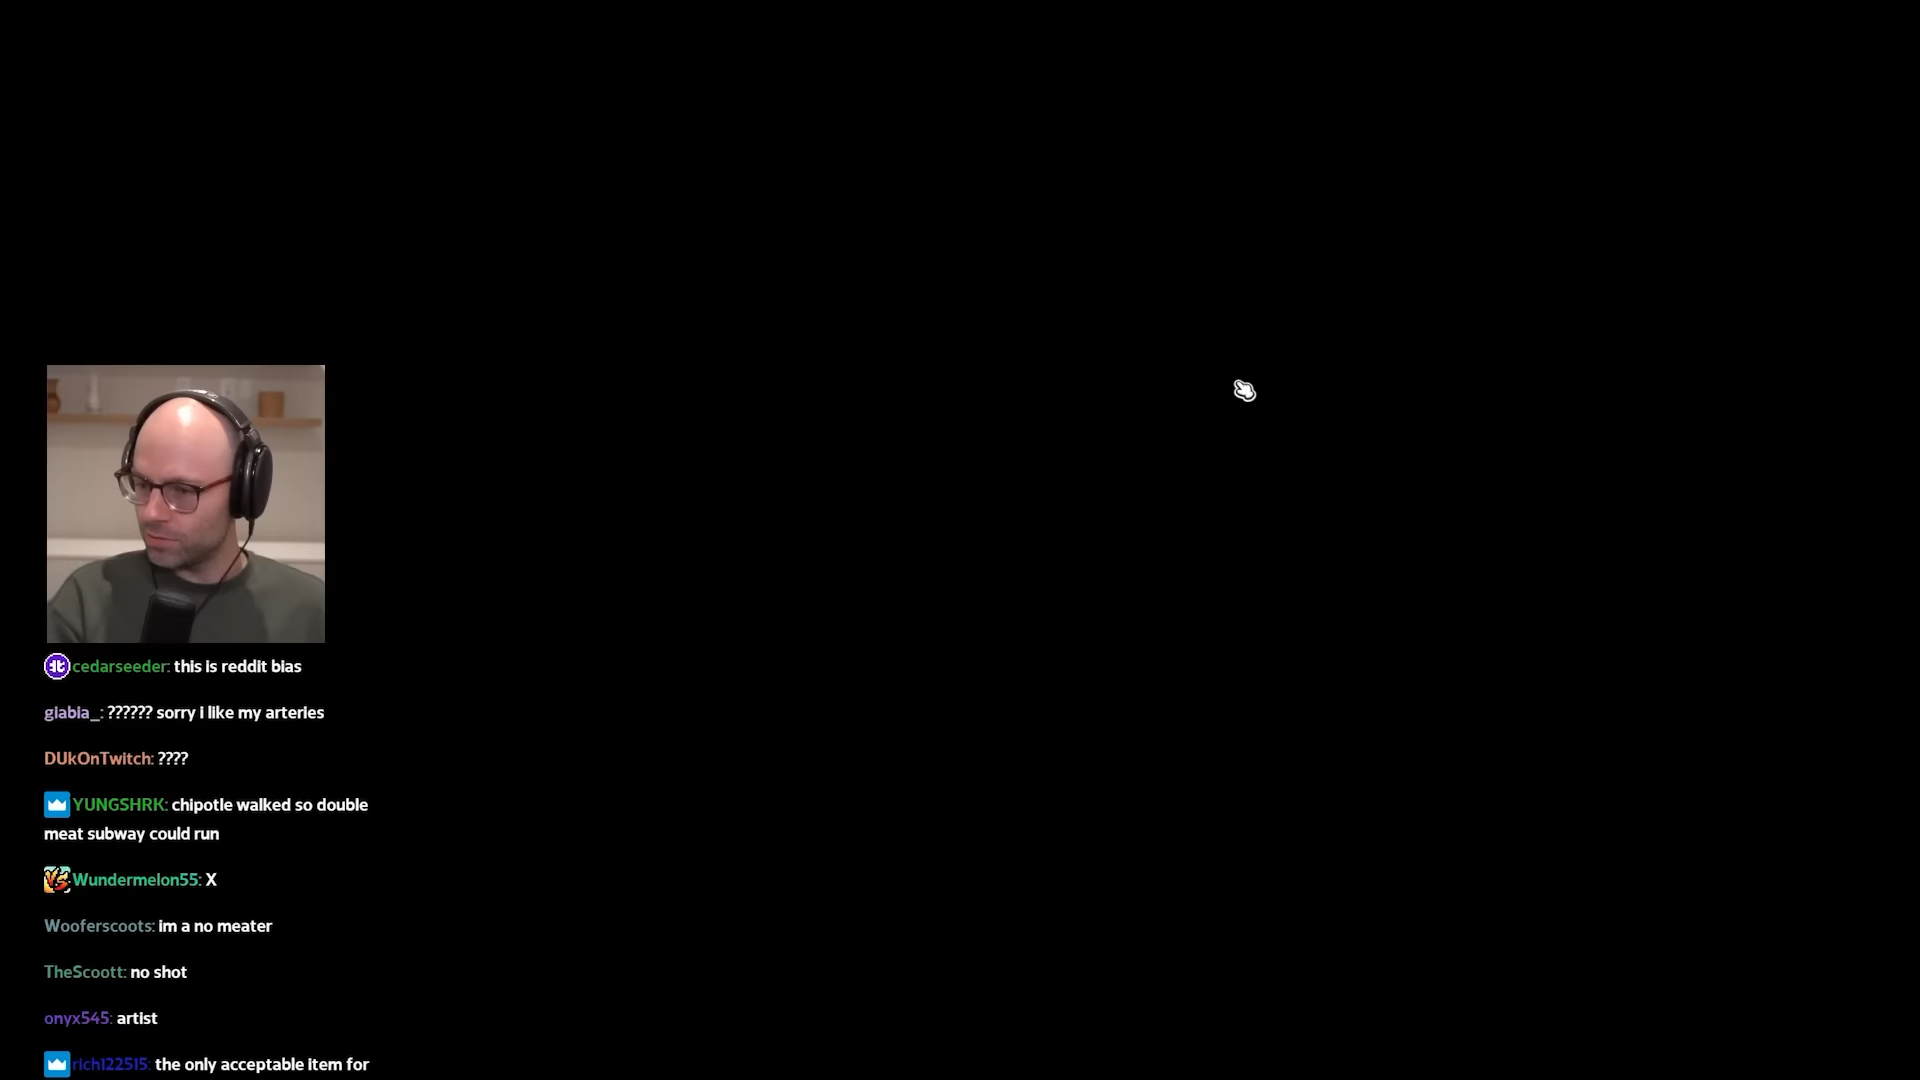 cedarseeder: this is reddit bias
giabia_: ?????? sorry i like my arteries
DUkOnTwitch: ????
YUNGSHRK: chipotle walked so double
meat subway could run
Wundermelon55: X
Wooferscoots: im a no meater
TheScoott: no shot
onyx545: artist
rich122515: the only acceptable item for